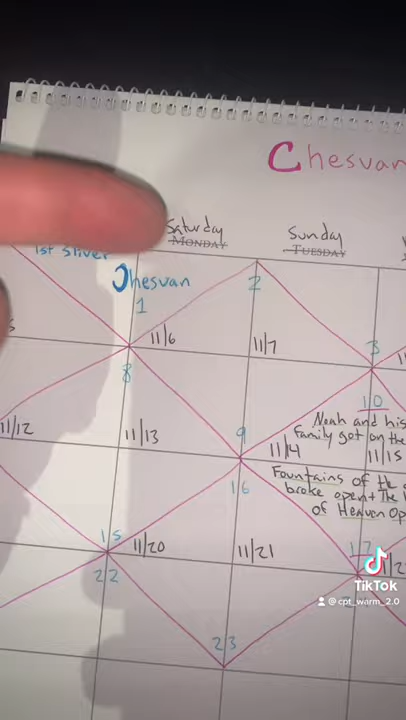 Chesvan
Saturday
Sunday
MONDAY
TUESDAY
1st Sliver
Chesvan
1
2
3
11/6
11/7
8
9
10
Noah and his
Family got on the
11/12
11/13
11/14
11/15
Fountains of the
broke open + the
of Heaven Op
15
16
17
11/20
11/21
22
23
TikTok
@cpt_warm_2.0